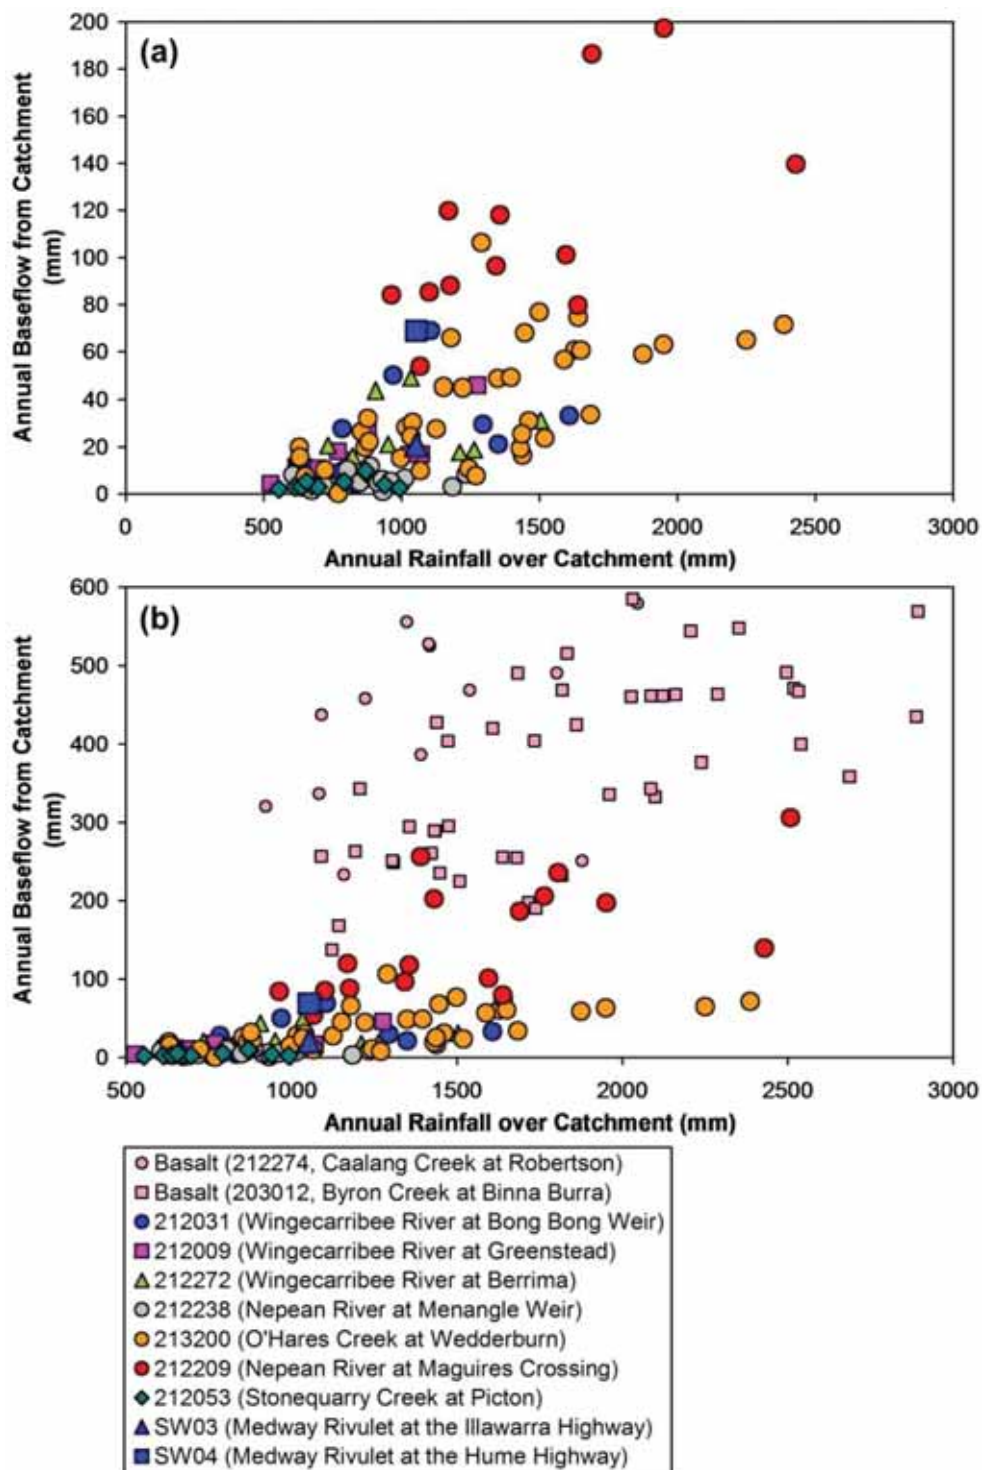 200
(a)
180
160
140
120
100
80
60
40
20
0
Annual Baseflow from Catchment
(mm)
0 500 1000 1500 2000 2500 3000
Annual Rainfall over Catchment (mm)
600
(b)
500
400
300
200
100
0
Annual Baseflow from Catchment
(mm)
500 1000 1500 2000 2500 3000
Annual Rainfall over Catchment (mm)
Basalt (212274, Caalang Creek at Robertson)
Basalt (203012, Byron Creek at Binna Burra)
212031 (Wingecarribee River at Bong Bong Weir)
212009 (Wingecarribee River at Greenstead)
212272 (Wingecarribee River at Berrima)
212238 (Nepean River at Menangle Weir)
213200 (O'Hares Creek at Wedderburn)
212209 (Nepean River at Maguires Crossing)
212053 (Stonequarry Creek at Picton)
SW03 (Medway Rivulet at the Illawarra Highway)
SW04 (Medway Rivulet at the Hume Highway)